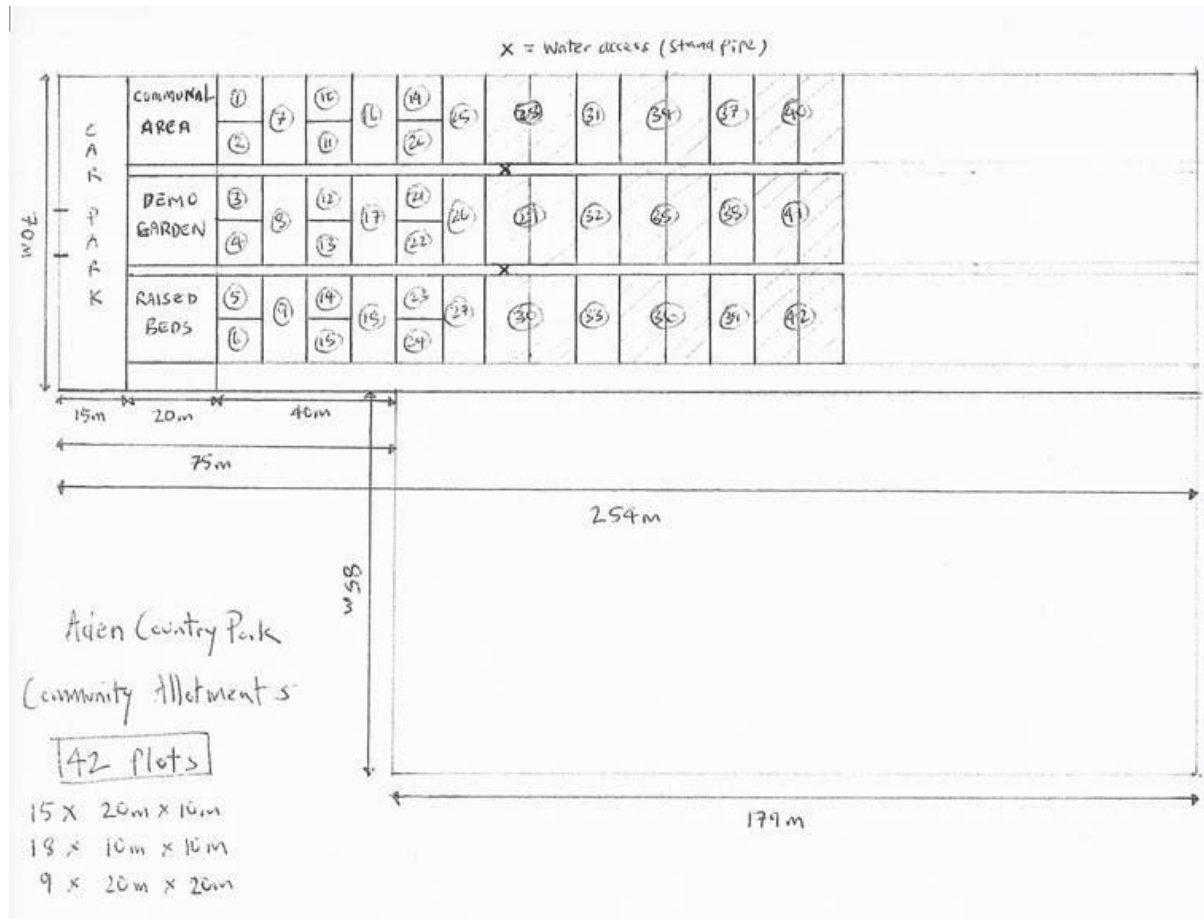 X = Water access (Stand pipe)
CAR PARK
COMMUNAL
AREA
1
2
7
10
11
16
19
20
25
28
31
34
37
40
DEMO
GARDEN
3
4
8
12
13
17
21
22
26
29
32
35
38
41
RAISED
BEDS
5
6
9
14
15
18
23
24
27
30
33
36
39
42
X
X
70m
15m
20m
40m
75m
254m
85m
179m
Aden Country Park
Community Allotments
42 Plots
15 x 20m x 10m
18 x 10m x 10m
9 x 20m x 20m